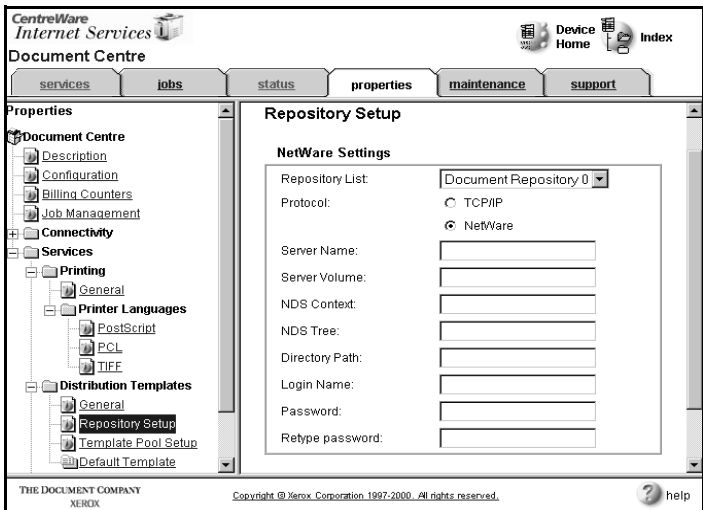 CentreWare
Internet Services
Document Centre
Device
Home
Index
services
jobs
status
properties
maintenance
support
Properties
Document Centre
Description
Configuration
Billing Counters
Job Management
Connectivity
Services
Printing
General
Printer Languages
PostScript
PCL
TIFF
Distribution Templates
General
Repository Setup
Template Pool Setup
Default Template
Repository Setup
NetWare Settings
Repository List:
Document Repository 0
Protocol:
TCP/IP
NetWare
Server Name:
Server Volume:
NDS Context:
NDS Tree:
Directory Path:
Login Name:
Password:
Retype password:
THE DOCUMENT COMPANY
XEROX
Copyright © Xerox Corporation 1997-2000. All rights reserved.
help